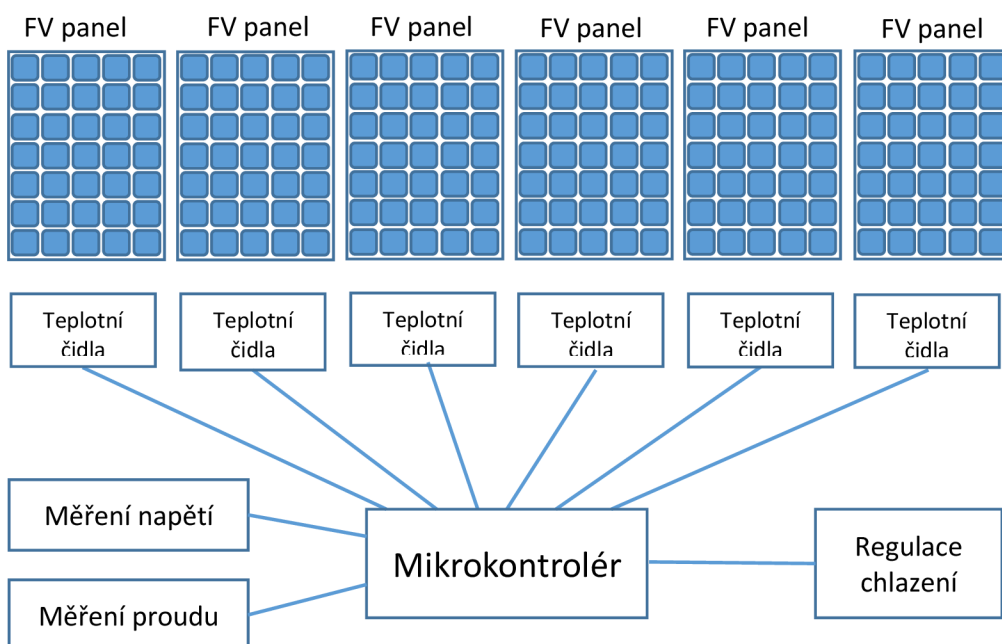 FV panel
FV panel
FV panel
FV panel
FV panel
FV panel
Teplotní
čidla
Teplotní
čidla
Teplotní
čidla
Teplotní
čidla
Teplotní
čidla
Teplotní
čidla
Měření napětí
Měření proudu
Mikrokontrolér
Regulace
chlazení